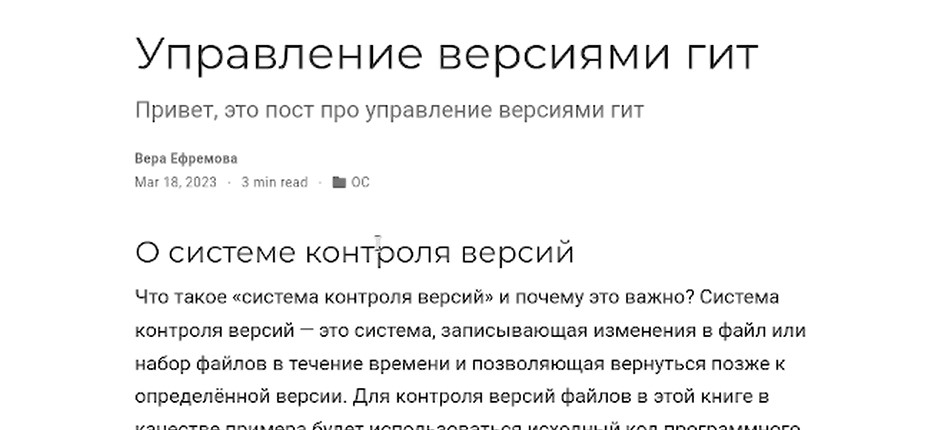 Управление версиями гит
Привет, это пост про управление версиями гит
Вера Ефремова
Mar 18, 2023 · 3 min read · ОС
О системе контроля версий
Что такое «система контроля версий» и почему это важно? Система
контроля версий — это система, записывающая изменения в файл или
набор файлов в течение времени и позволяющая вернуться позже к
определённой версии. Для контроля версий файлов в этой книге в
качестве примера будет использоваться исходный код программного